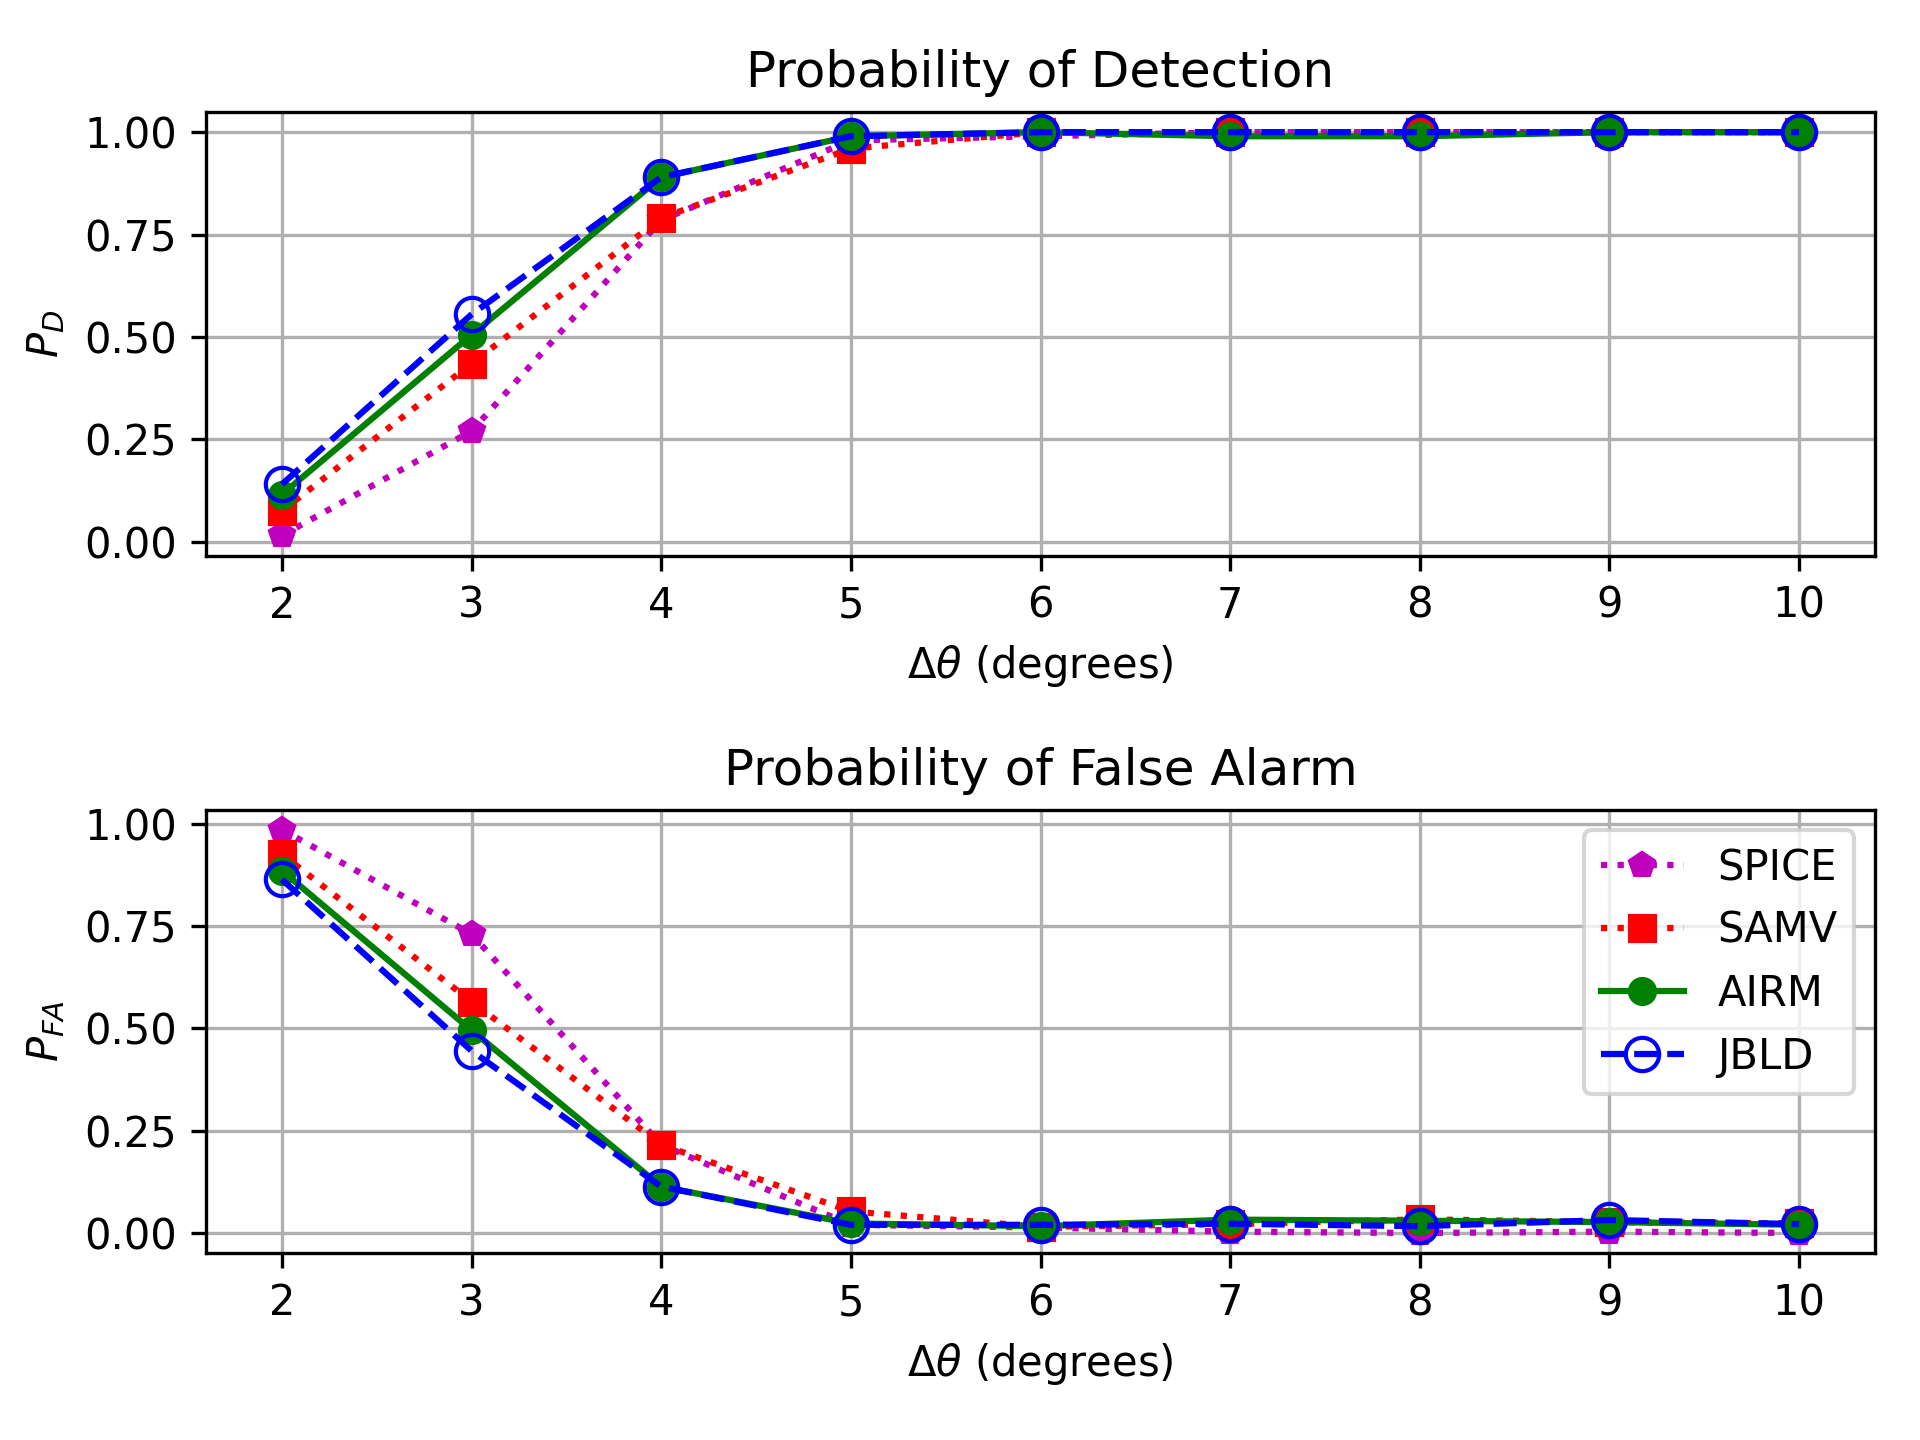 Probability of Detection
1.00
0.75
0.50
0.25
0.00
P_D
2 3 4 5 6 7 8 9 10
Δθ (degrees)
Probability of False Alarm
1.00
0.75
0.50
0.25
0.00
P_FA
SPICE
SAMV
AIRM
JBLD
2 3 4 5 6 7 8 9 10
Δθ (degrees)